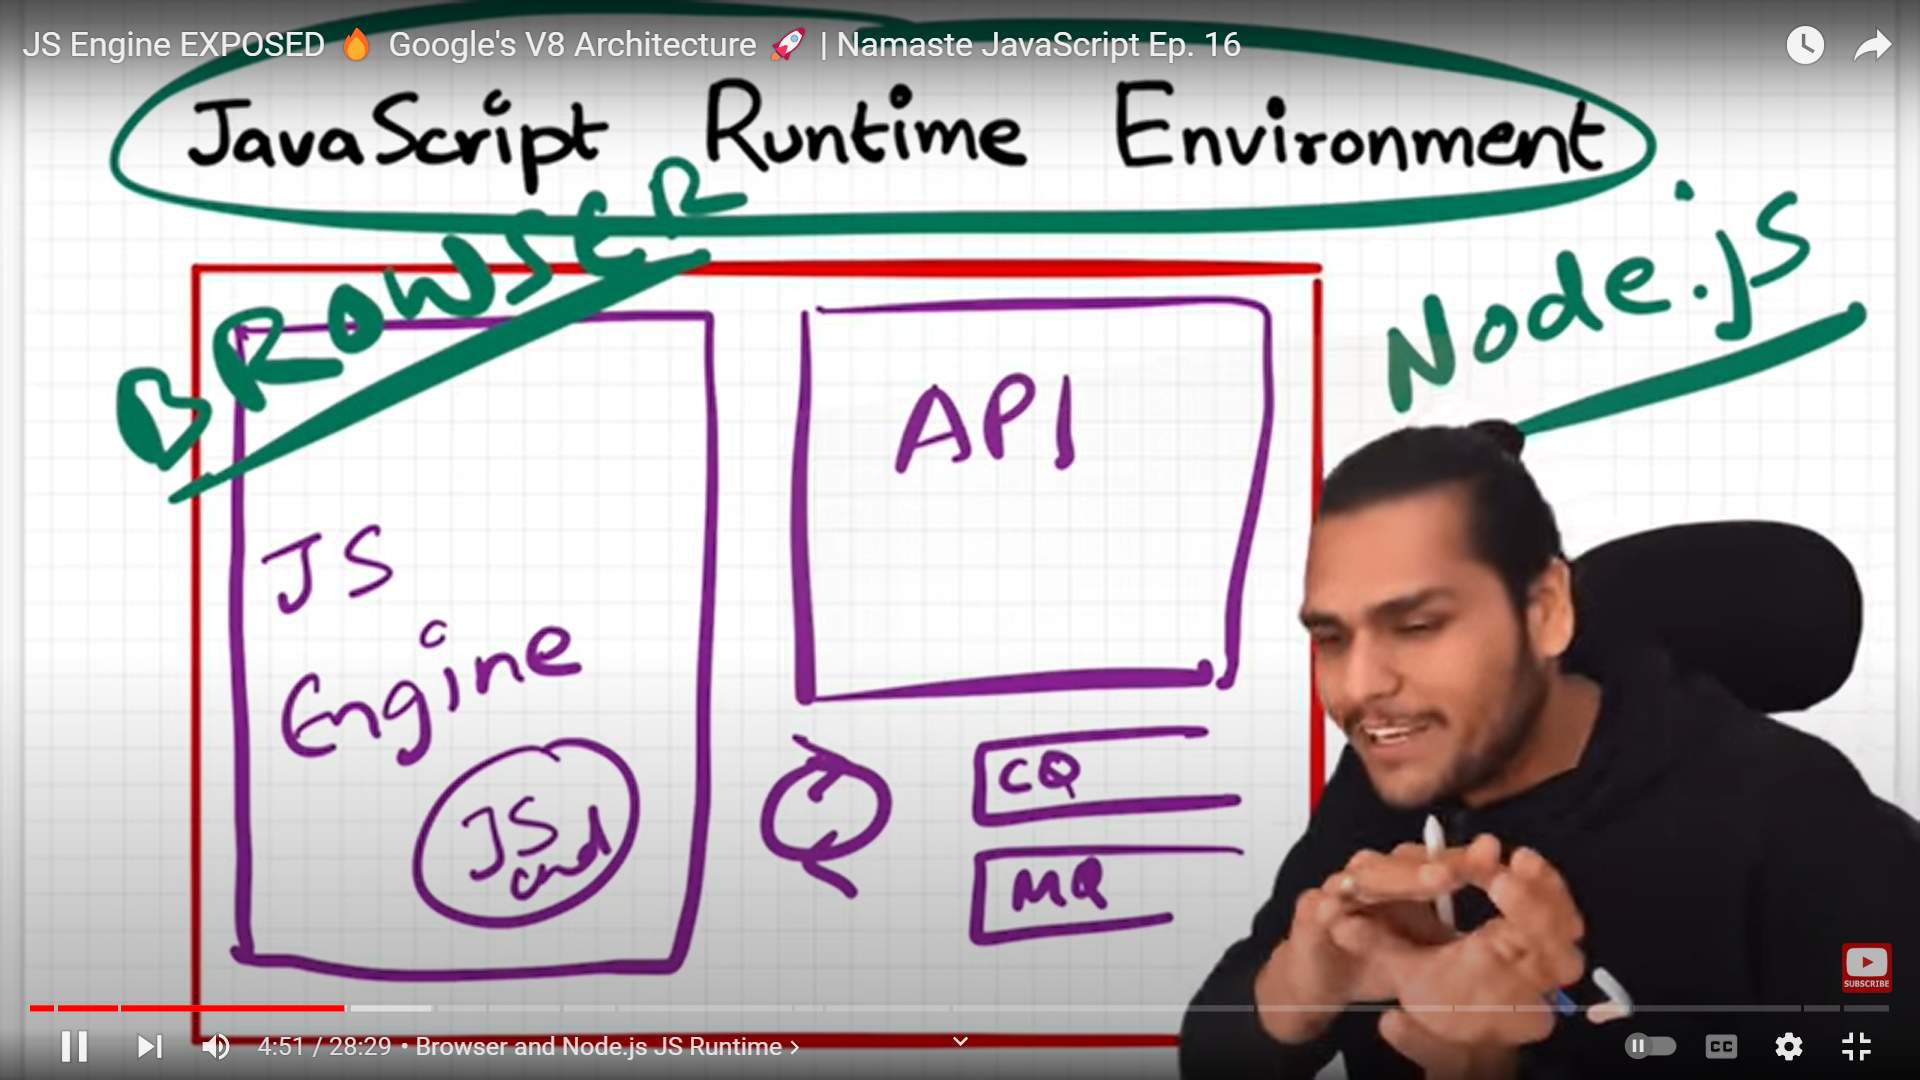 JS Engine EXPOSED 🔥 Google's V8 Architecture 🚀 | Namaste JavaScript Ep. 16
JavaScript Runtime Environment
BROWSER
Node.js
API
JS
Engine
JS
CQ
MQ
SUBSCRIBE
4:51 / 28:29 • Browser and Node.js JS Runtime >
CC